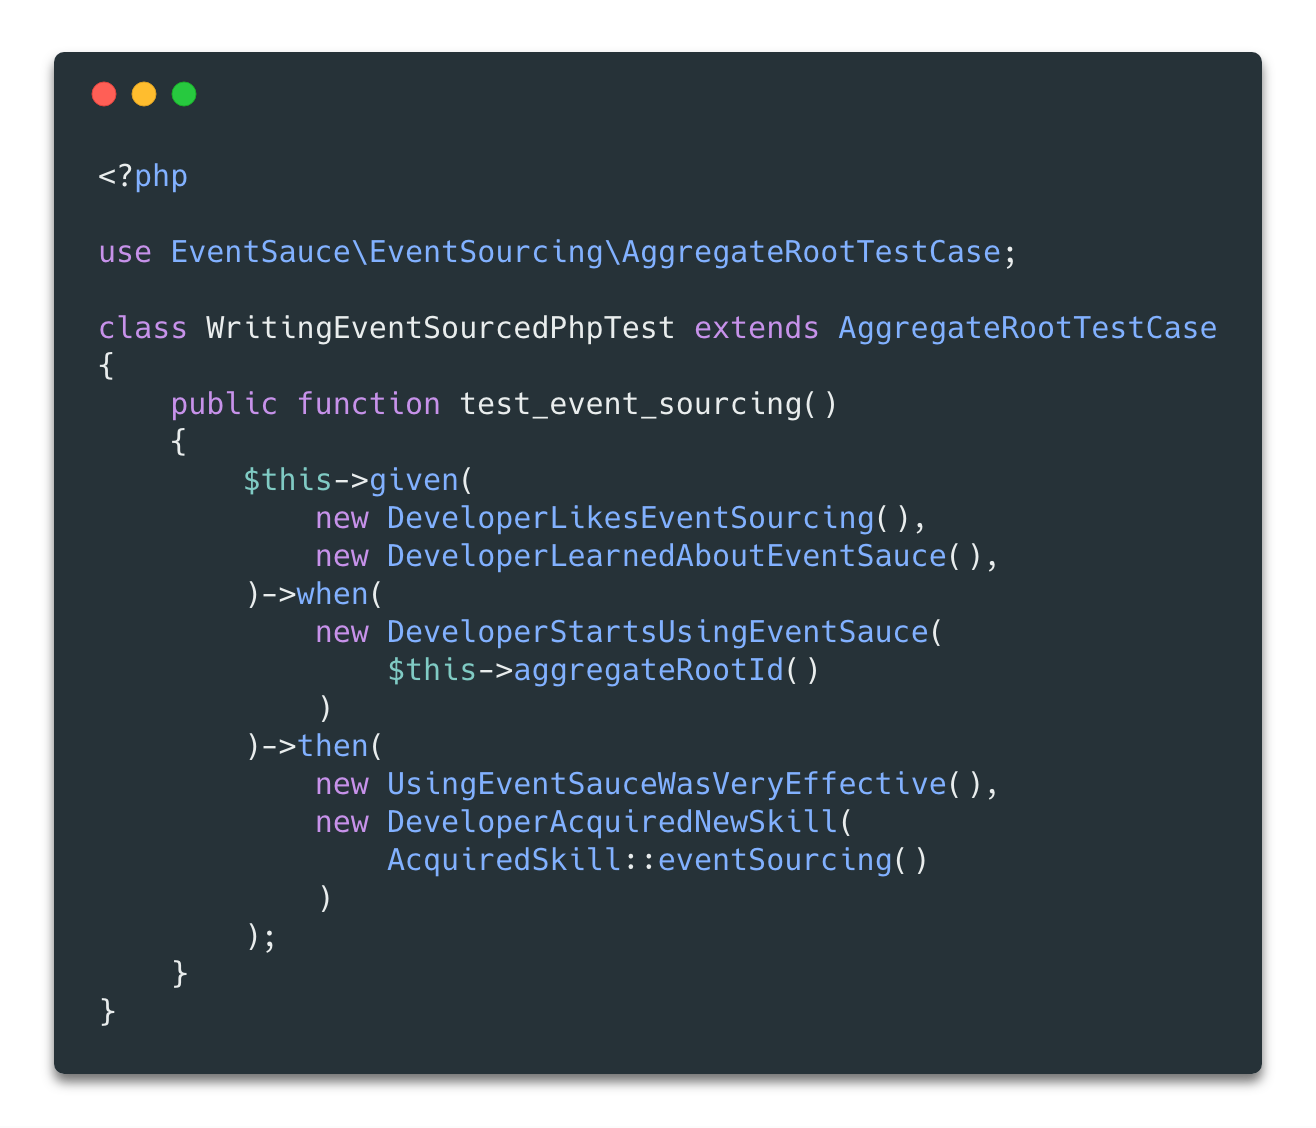 <?php

use EventSauce\EventSourcing\AggregateRootTestCase;

class WritingEventSourcedPhpTest extends AggregateRootTestCase
{
    public function test_event_sourcing()
    {
        $this->given(
            new DeveloperLikesEventSourcing(),
            new DeveloperLearnedAboutEventSauce(),
        )->when(
            new DeveloperStartsUsingEventSauce(
                $this->aggregateRootId()
            )
        )->then(
            new UsingEventSauceWasVeryEffective(),
            new DeveloperAcquiredNewSkill(
                AcquiredSkill::eventSourcing()
            )
        );
    }
}